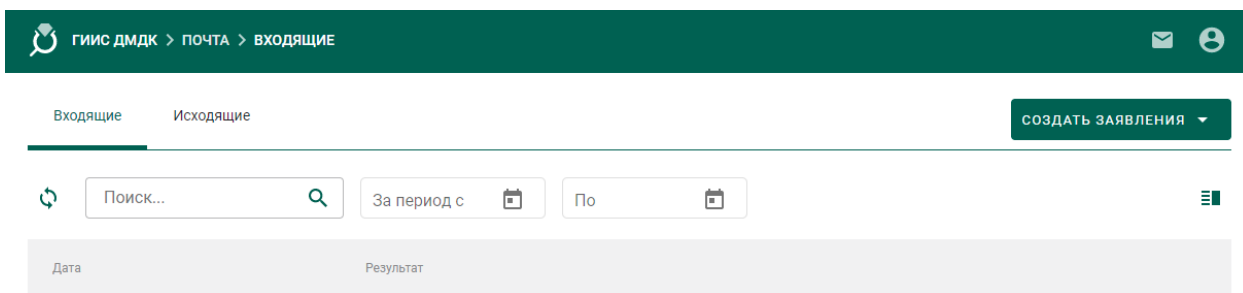 ГИИС ДМДК > ПОЧТА > ВХОДЯЩИЕ
Входящие Исходящие СОЗДАТЬ ЗАЯВЛЕНИЯ
Поиск... За период с По
Дата Результат